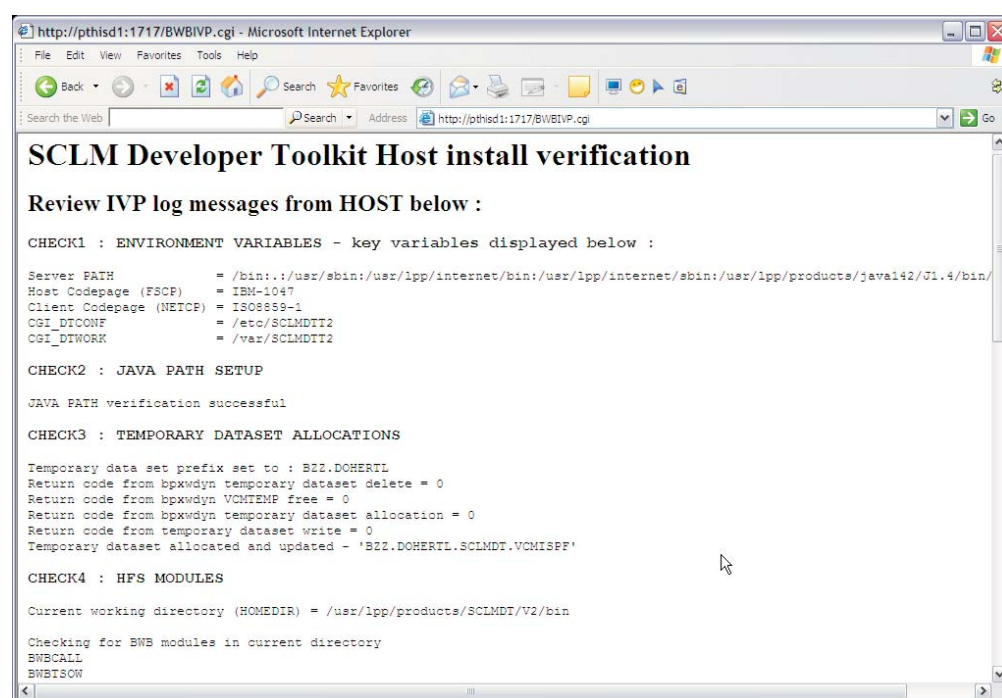 http://pthisd1:1717/BWBIVP.cgi - Microsoft Internet Explorer
File Edit View Favorites Tools Help
Back Search Favorites
Search the Web Search Address http://pthisd1:1717/BWBIVP.cgi Go
SCLM Developer Toolkit Host install verification
Review IVP log messages from HOST below :
CHECK1 : ENVIRONMENT VARIABLES - key variables displayed below :
Server PATH = /bin:.:/usr/sbin:/usr/lpp/internet/bin:/usr/lpp/internet/sbin:/usr/lpp/products/java142/J1.4/bin/
Host Codepage (FSCP) = IBM-1047
Client Codepage (NETCP) = ISO8859-1
CGI_DTCONF = /etc/SCLMDTT2
CGI_DTWORK = /var/SCLMDTT2
CHECK2 : JAVA PATH SETUP
JAVA PATH verification successful
CHECK3 : TEMPORARY DATASET ALLOCATIONS
Temporary data set prefix set to : BZZ.DOHERTL
Return code from bpxwdyn temporary dataset delete = 0
Return code from bpxwdyn VCMTEMP free = 0
Return code from bpxwdyn temporary dataset allocation = 0
Return code from temporary dataset write = 0
Temporary dataset allocated and updated - 'BZZ.DOHERTL.SCLMDT.VCMISPF'
CHECK4 : HFS MODULES
Current working directory (HOMEDIR) = /usr/lpp/products/SCLMDT/V2/bin
Checking for BWB modules in current directory
BWBCALL
BWBTSOW